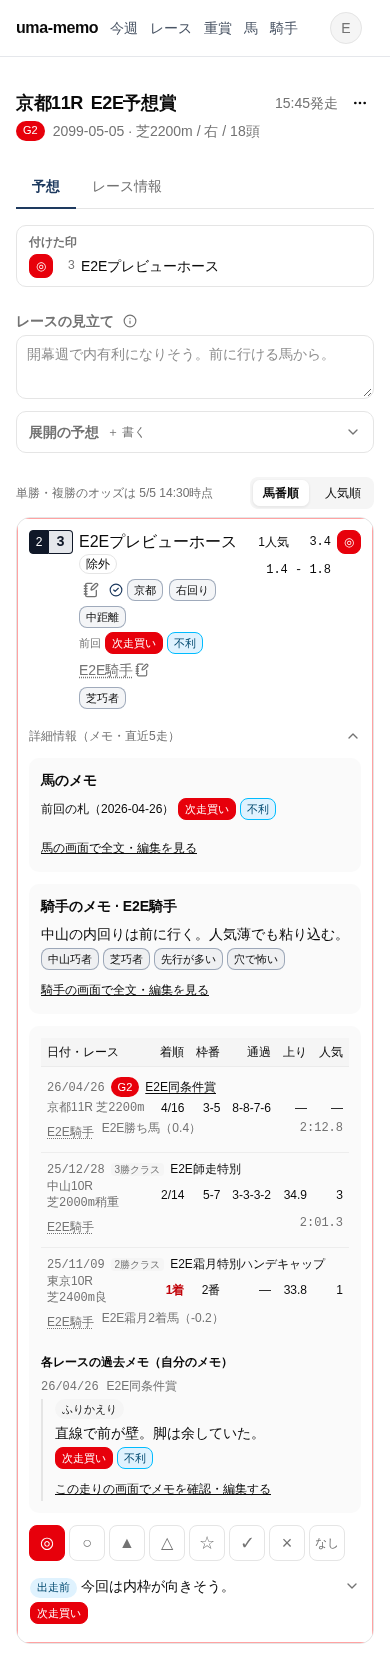 uma-memo 今週 レース 重賞 馬 騎手 E
京都11R E2E予想賞 15:45発走 …
G2 2099-05-05 · 芝2200m / 右 / 18頭
予想 レース情報
付けた印
◎ 3 E2Eプレビューホース
レースの見立て
開幕週で内有利になりそう。前に行ける馬から。
展開の予想 ＋ 書く
単勝・複勝のオッズは 5/5 14:30時点 馬番順 人気順
2 3 E2Eプレビューホース 1人気 3.4 ◎
除外 1.4 - 1.8
京都 右回り
中距離
前回 次走買い 不利
E2E騎手
芝巧者
詳細情報（メモ・直近5走）
馬のメモ
前回の札（2026-04-26） 次走買い 不利
馬の画面で全文・編集を見る
騎手のメモ · E2E騎手
中山の内回りは前に行く。人気薄でも粘り込む。
中山巧者 芝巧者 先行が多い 穴で怖い
騎手の画面で全文・編集を見る
日付・レース 着順 枠番 通過 上り 人気
26/04/26 G2 E2E同条件賞
京都11R 芝2200m 4/16 3-5 8-8-7-6 — —
E2E騎手 E2E勝ち馬（0.4） 2:12.8
25/12/28 3勝クラス E2E師走特別
中山10R
芝2000m稍重 2/14 5-7 3-3-3-2 34.9 3
E2E騎手 2:01.3
25/11/09 2勝クラス E2E霜月特別ハンデキャップ
東京10R
芝2400m良 1着 2番 — 33.8 1
E2E騎手 E2E霜月2着馬（-0.2）
各レースの過去メモ（自分のメモ）
26/04/26 E2E同条件賞
ふりかえり
直線で前が壁。脚は余していた。
次走買い 不利
この走りの画面でメモを確認・編集する
◎ ○ ▲ △ ☆ ✓ × なし
出走前 今回は内枠が向きそう。
次走買い